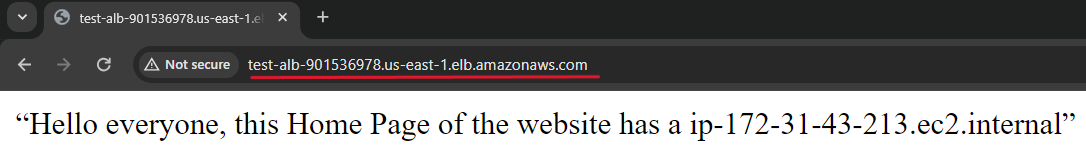 test-alb-901536978.us-east-1.el
Not secure
test-alb-901536978.us-east-1.elb.amazonaws.com
“Hello everyone, this Home Page of the website has a ip-172-31-43-213.ec2.internal”